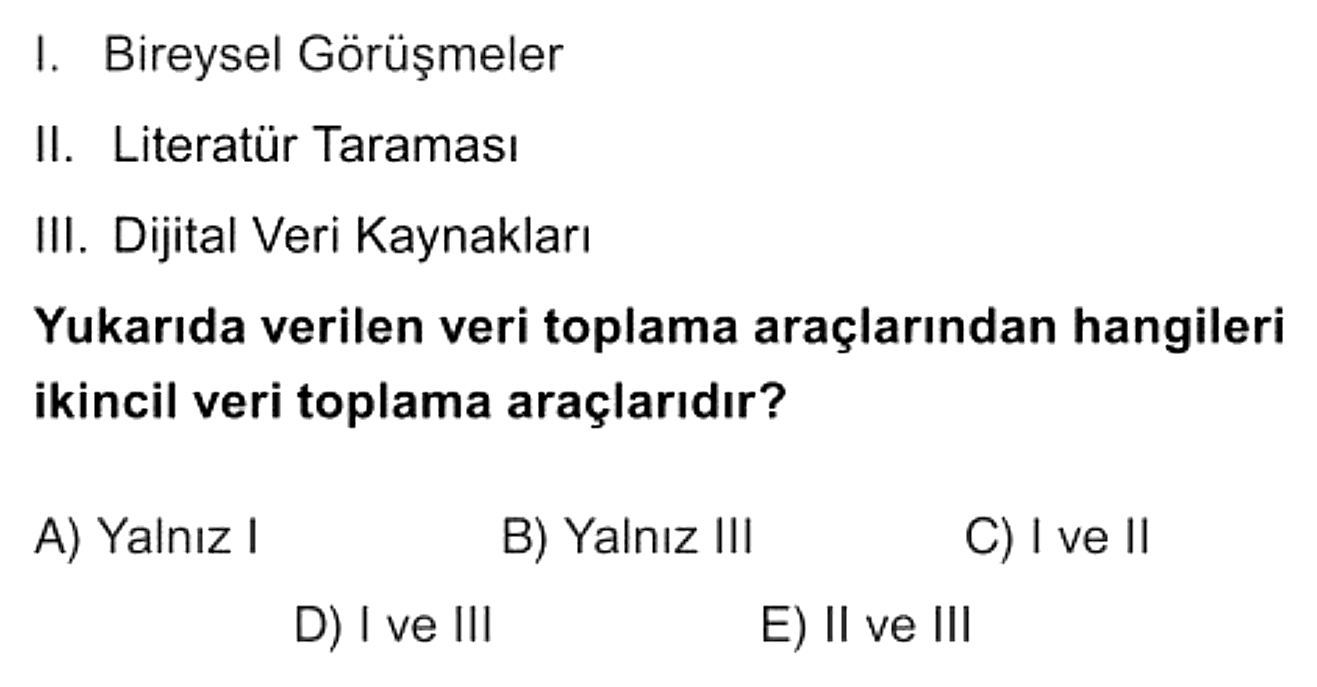 I. Bireysel Görüşmeler
II. Literatür Taraması
III. Dijital Veri Kaynakları
Yukarıda verilen veri toplama araçlarından hangileri
ikincil veri toplama araçlarıdır?
A) Yalnız I B) Yalnız III C) I ve II
D) I ve III E) II ve III